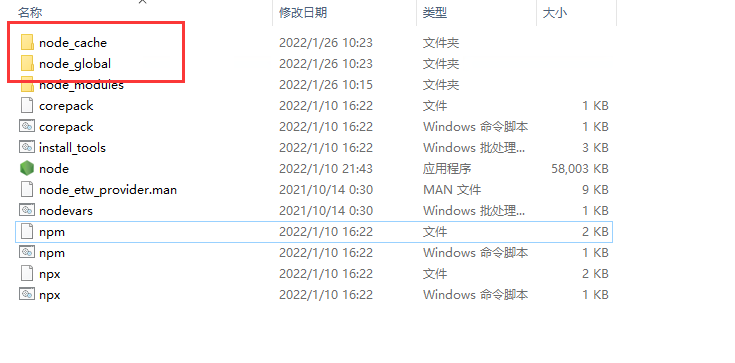 名称 修改日期 类型 大小
node_cache 2022/1/26 10:23 文件夹
node_global 2022/1/26 10:23 文件夹
node_modules 2022/1/26 10:15 文件夹
corepack 2022/1/10 16:22 文件 1 KB
corepack 2022/1/10 16:22 Windows 命令脚本 1 KB
install_tools 2022/1/10 16:22 Windows 批处理... 3 KB
node 2022/1/10 21:43 应用程序 58,003 KB
node_etw_provider.man 2021/10/14 0:30 MAN 文件 9 KB
nodevars 2021/10/14 0:30 Windows 批处理... 1 KB
npm 2022/1/10 16:22 文件 2 KB
npm 2022/1/10 16:22 Windows 命令脚本 1 KB
npx 2022/1/10 16:22 文件 2 KB
npx 2022/1/10 16:22 Windows 命令脚本 1 KB